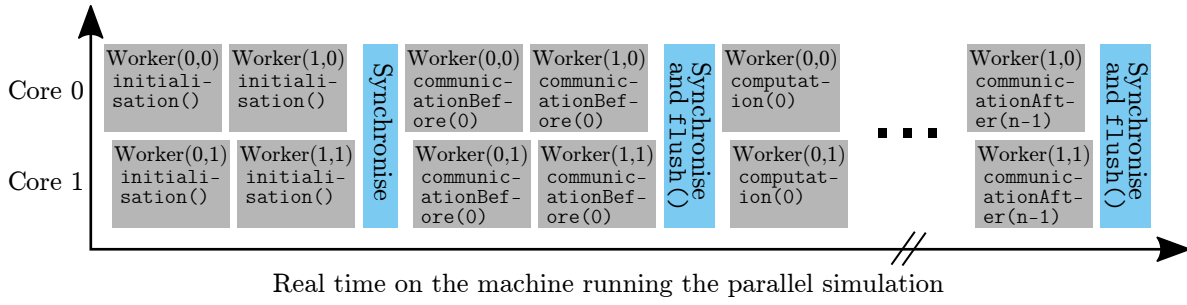 Core 0
Worker(0,0)
initiali-
sation()
Worker(1,0)
initiali-
sation()
Synchronise
Worker(0,0)
communic-
ationBef-
ore(0)
Worker(1,0)
communic-
ationBef-
ore(0)
Synchronise
and flush()
Worker(0,0)
computat-
ion(0)
Worker(1,0)
communic-
ationAft-
er(n-1)
Synchronise
and flush()
Core 1
Worker(0,1)
initiali-
sation()
Worker(1,1)
initiali-
sation()
Worker(0,1)
communic-
ationBef-
ore(0)
Worker(1,1)
communic-
ationBef-
ore(0)
Worker(0,1)
computat-
ion(0)
Worker(1,1)
communic-
ationAft-
er(n-1)
Real time on the machine running the parallel simulation